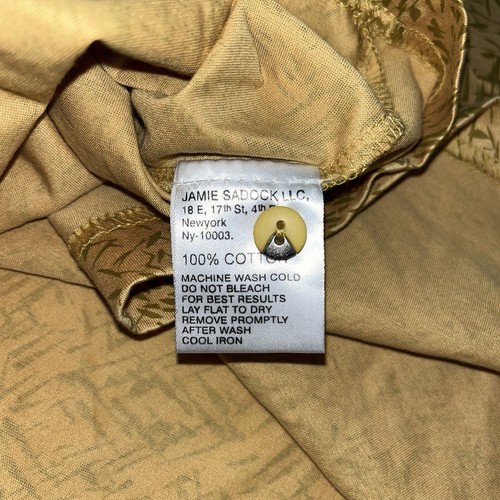 JAMIE SADOCK LLC,
18 E, 17th St, 4th
Newyork
Ny-10003.
100% COTTON
MACHINE WASH COLD
DO NOT BLEACH
FOR BEST RESULTS
LAY FLAT TO DRY
REMOVE PROMPTLY
AFTER WASH
COOL IRON